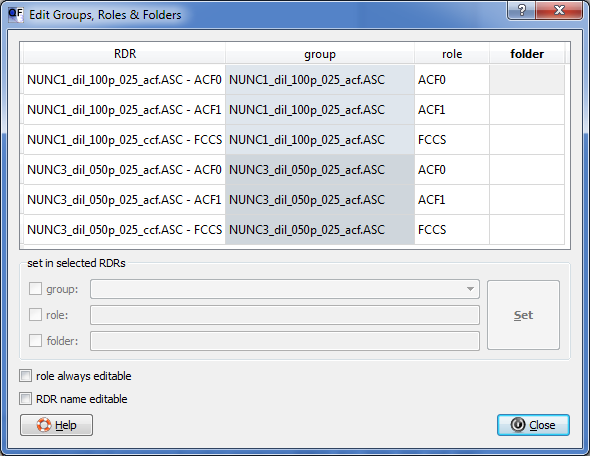 QF Edit Groups, Roles & Folders ?
RDR group role folder
NUNC1_dil_100p_025_acf.ASC - ACF0 NUNC1_dil_100p_025_acf.ASC ACF0
NUNC1_dil_100p_025_acf.ASC - ACF1 NUNC1_dil_100p_025_acf.ASC ACF1
NUNC1_dil_100p_025_ccf.ASC - FCCS NUNC1_dil_100p_025_acf.ASC FCCS
NUNC3_dil_050p_025_acf.ASC - ACF0 NUNC3_dil_050p_025_acf.ASC ACF0
NUNC3_dil_050p_025_acf.ASC - ACF1 NUNC3_dil_050p_025_acf.ASC ACF1
NUNC3_dil_050p_025_ccf.ASC - FCCS NUNC3_dil_050p_025_acf.ASC FCCS
set in selected RDRs
group:
role: Set
folder:
role always editable
RDR name editable
Help Close